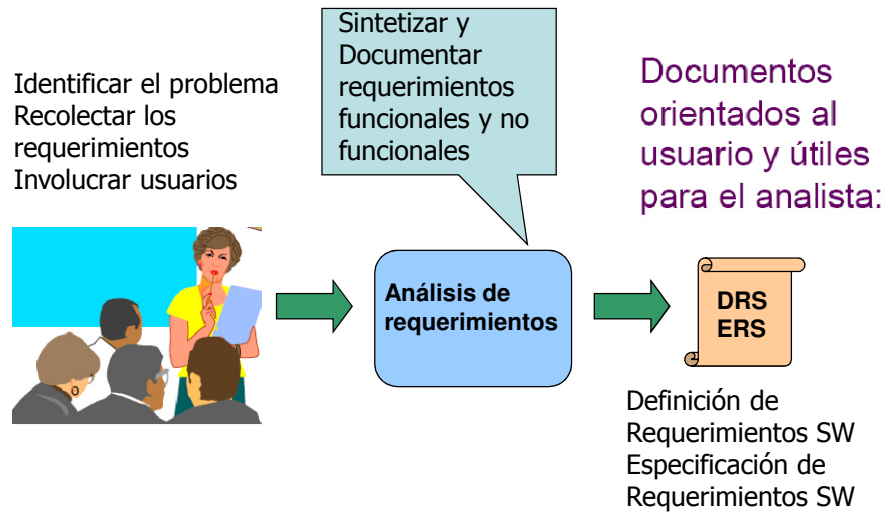 Identificar el problema
Recolectar los
requerimientos
Involucrar usuarios
Sintetizar y
Documentar
requerimientos
funcionales y no
funcionales
Documentos
orientados al
usuario y útiles
para el analista:
Análisis de
requerimientos
DRS
ERS
Definición de
Requerimientos SW
Especificación de
Requerimientos SW